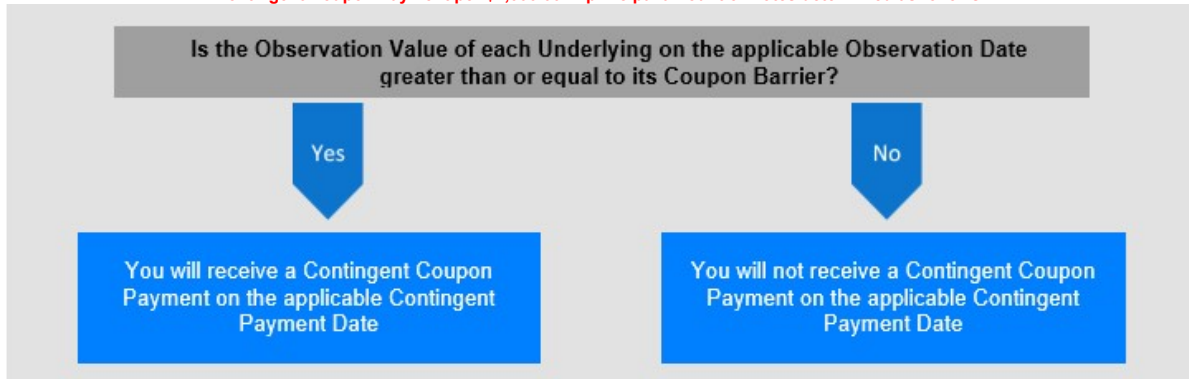 Is the Observation Value of each Underlying on the applicable Observation Date
greater than or equal to its Coupon Barrier?
Yes
No
You will receive a Contingent Coupon
Payment on the applicable Contingent
Payment Date
You will not receive a Contingent Coupon
Payment on the applicable Contingent
Payment Date